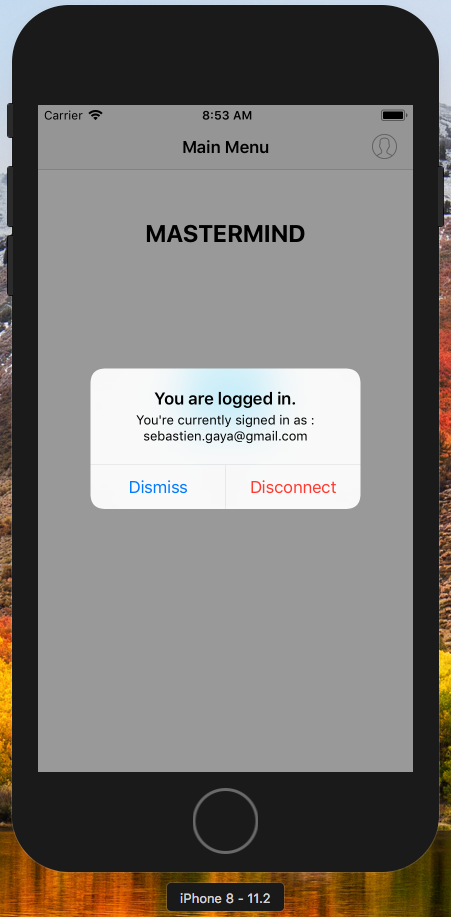 Carrier 8:53 AM
Main Menu
MASTERMIND
You are logged in.
You're currently signed in as :
sebastien.gaya@gmail.com
Dismiss Disconnect
iPhone 8 - 11.2